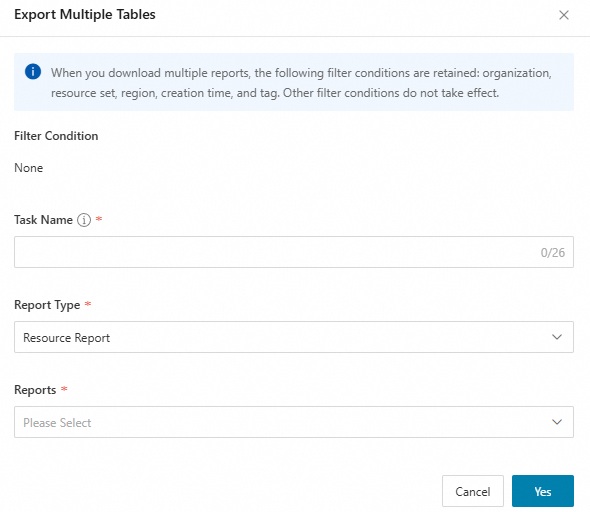 Export Multiple Tables
When you download multiple reports, the following filter conditions are retained: organization,
resource set, region, creation time, and tag. Other filter conditions do not take effect.
Filter Condition
None
Task Name *
0/26
Report Type *
Resource Report
Reports *
Please Select
Cancel
Yes